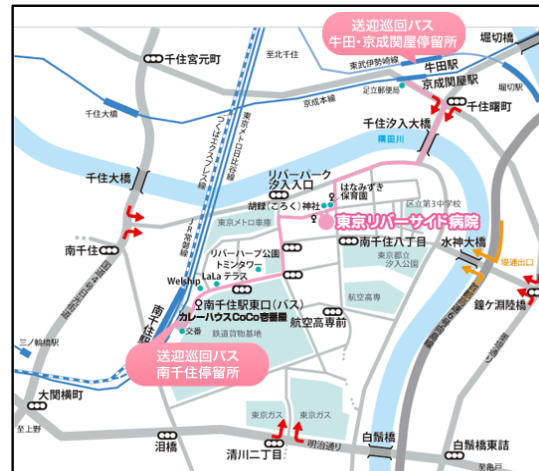 送迎巡回バス
牛田・京成関屋停留所
堀切橋
千住宮元町
至北千住
東武伊勢崎線
牛田駅
京成関屋駅
足立郵便局
堀切駅
千住大橋
京成本線
千住曙町
東京メトロ日比谷線
つくばエクスプレス線
千住汐入大橋
隅田川
千住大橋
リバーパーク
汐入入口
はなみずき
保育園
胡録(ころく)神社
区立第3中学校
JR常磐線
東京メトロ車庫
東京リバーサイド病院
南千住
リバーハープ公園
トミンタワー
南千住八丁目
水神大橋
堤通出口
東京都立
汐入公園
LaLa テラス
Welship
航空高専
鐘ケ淵陸橋
南千住駅東口(バス)
カレーハウスCoCo壱番屋
航空高専前
交番
鉄道貨物基地
三ノ輪橋駅
送迎巡回バス
南千住停留所
大関横町
東京ガス
東京ガス
至上野
泪橋
清川二丁目
明治通り
白鬚橋
白鬚橋東詰
至亀戸